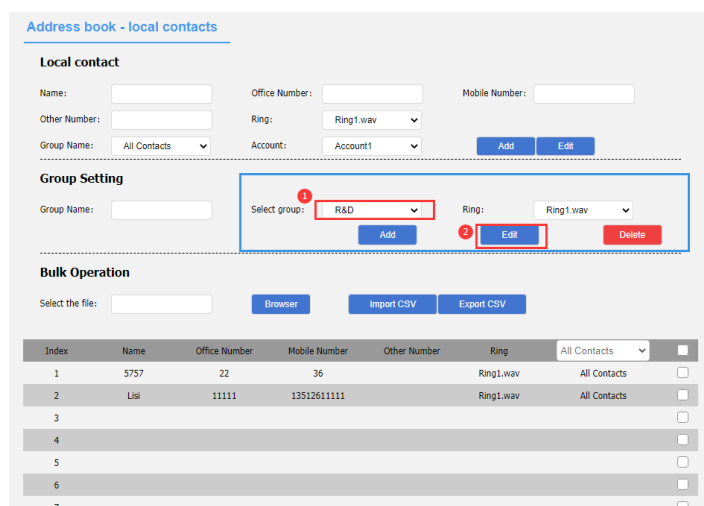 Address book - local contacts
Local contact
Name: Office Number: Mobile Number:
Other Number: Ring: Ring1.wav
Group Name: All Contacts Account: Account1 Add Edit
Group Setting
1
Group Name: Select group: R&D Ring: Ring1.wav
Add 2 Edit Delete
Bulk Operation
Select the file: Browser Import CSV Export CSV
Index Name Office Number Mobile Number Other Number Ring All Contacts
1 5757 22 36 Ring1.wav All Contacts
2 Lisi 11111 13512611111 Ring1.wav All Contacts
3
4
5
6